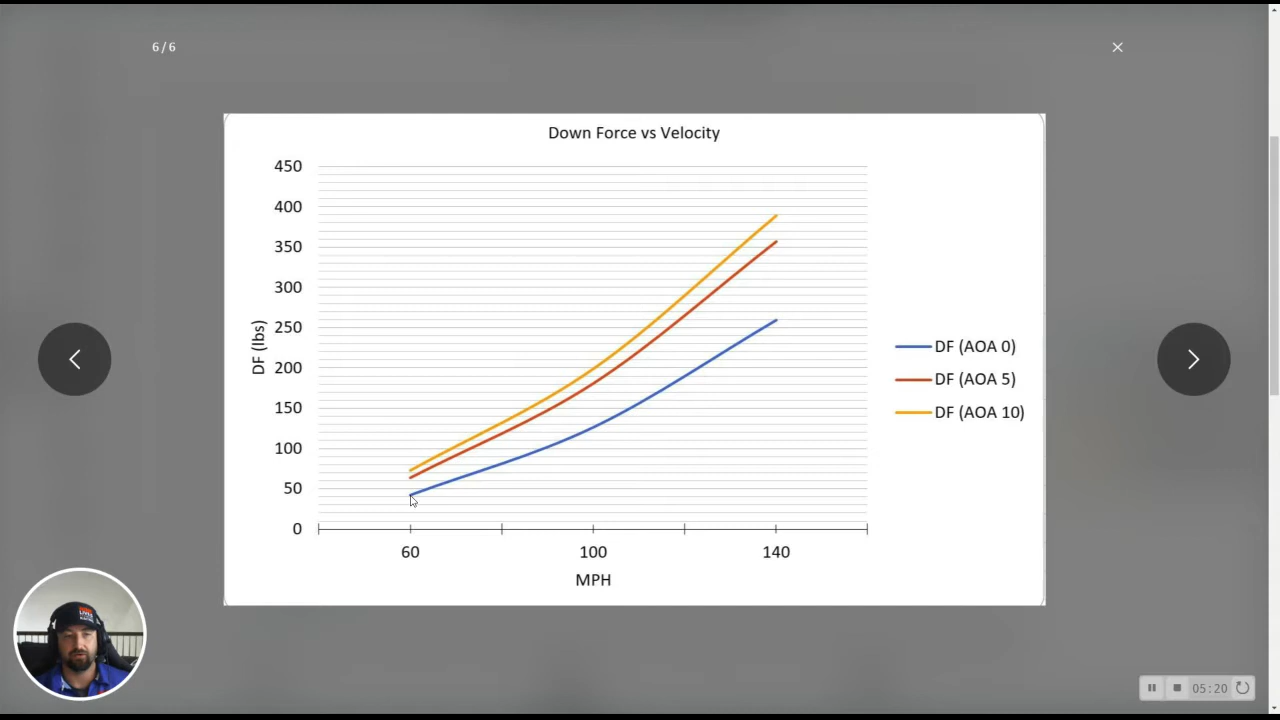 6 / 6
Down Force vs Velocity
450
400
350
300
250
200
150
100
50
0
DF (lbs)
60
100
140
MPH
DF (AOA 0)
DF (AOA 5)
DF (AOA 10)
05:20